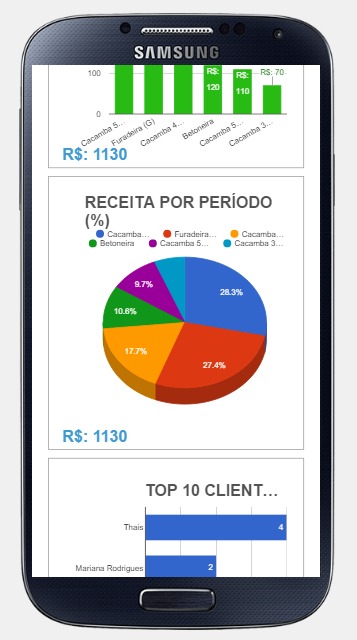 SAMSUNG
100
R$:
120
R$:
110
R$: 70
0
Cacamba 5…
Furadeira (G)
Cacamba 4…
Betoneira
Cacamba 5…
Cacamba 3…
R$: 1130
RECEITA POR PERÍODO
(%)
Cacamba… Furadeira… Cacamba…
Betoneira Cacamba 5… Cacamba 3…
9.7%
28.3%
10.6%
17.7%
27.4%
R$: 1130
TOP 10 CLIENT…
Thais 4
Mariana Rodrigues 2